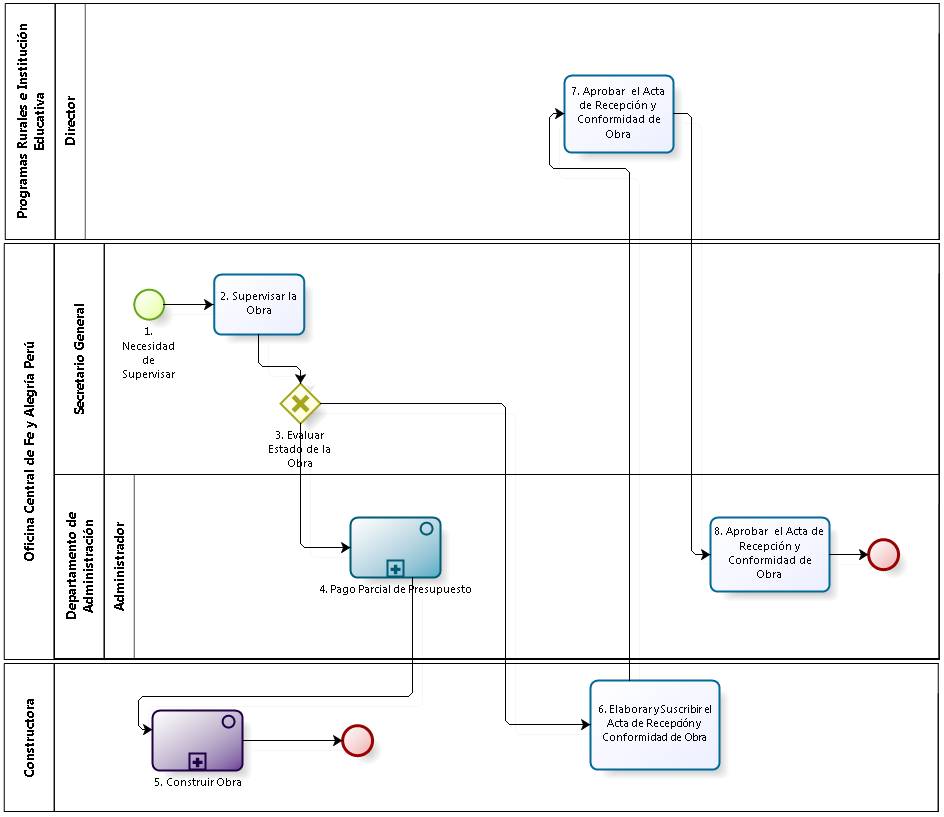 Programas Rurales e Institución
Educativa
Director
7. Aprobar el Acta
de Recepción y
Conformidad de
Obra
Oficina Central de Fe y Alegría Perú
Secretario General
1.
Necesidad
de
Supervisar
2. Supervisar la
Obra
3. Evaluar
Estado de la
Obra
Departamento de
Administración
Administrador
4. Pago Parcial de Presupuesto
8. Aprobar el Acta de
Recepción y
Conformidad de
Obra
Constructora
5. Construir Obra
6. Elaborar y Suscribir el
Acta de Recepción y
Conformidad de Obra